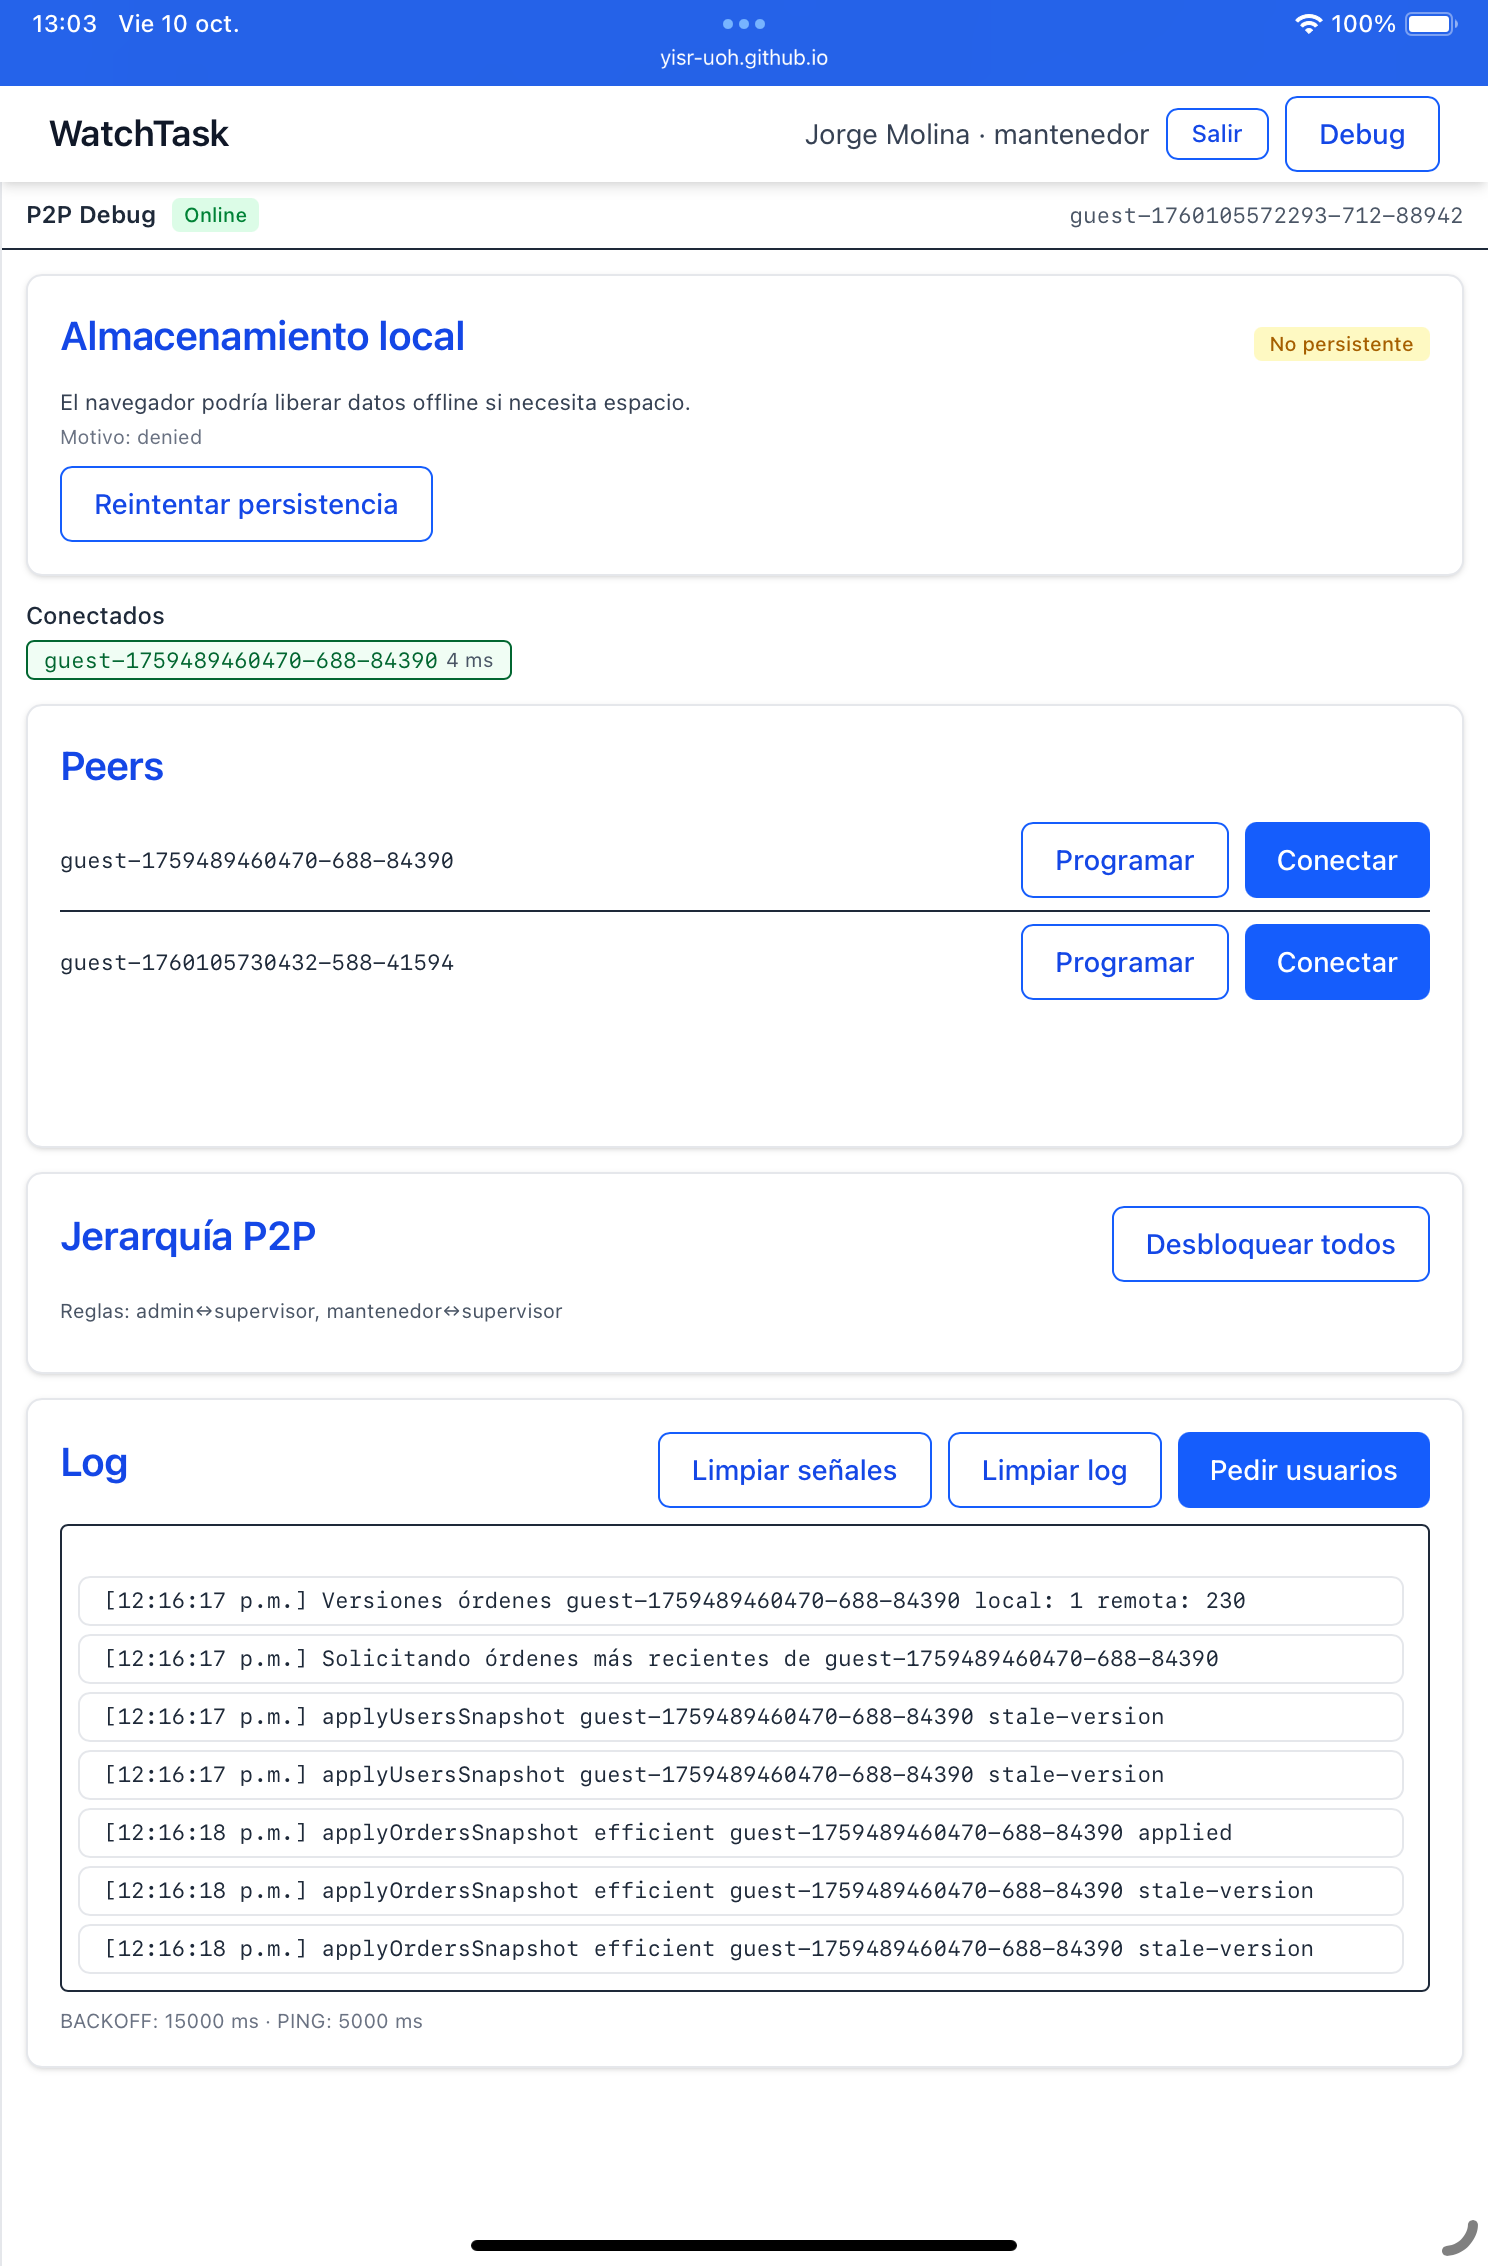 13:03 Vie 10 oct. 100%
yisr-uoh.github.io
WatchTask Jorge Molina · mantenedor Salir Debug
P2P Debug Online guest-1760105572293-712-88942
Almacenamiento local No persistente
El navegador podría liberar datos offline si necesita espacio.
Motivo: denied
Reintentar persistencia
Conectados
guest-1759489460470-688-84390 4 ms
Peers
guest-1759489460470-688-84390 Programar Conectar
guest-1760105730432-588-41594 Programar Conectar
Jerarquía P2P Desbloquear todos
Reglas: admin↔supervisor, mantenedor↔supervisor
Log Limpiar señales Limpiar log Pedir usuarios
[12:16:17 p.m.] Versiones órdenes guest-1759489460470-688-84390 local: 1 remota: 230
[12:16:17 p.m.] Solicitando órdenes más recientes de guest-1759489460470-688-84390
[12:16:17 p.m.] applyUsersSnapshot guest-1759489460470-688-84390 stale-version
[12:16:17 p.m.] applyUsersSnapshot guest-1759489460470-688-84390 stale-version
[12:16:18 p.m.] applyOrdersSnapshot efficient guest-1759489460470-688-84390 applied
[12:16:18 p.m.] applyOrdersSnapshot efficient guest-1759489460470-688-84390 stale-version
[12:16:18 p.m.] applyOrdersSnapshot efficient guest-1759489460470-688-84390 stale-version
BACKOFF: 15000 ms · PING: 5000 ms